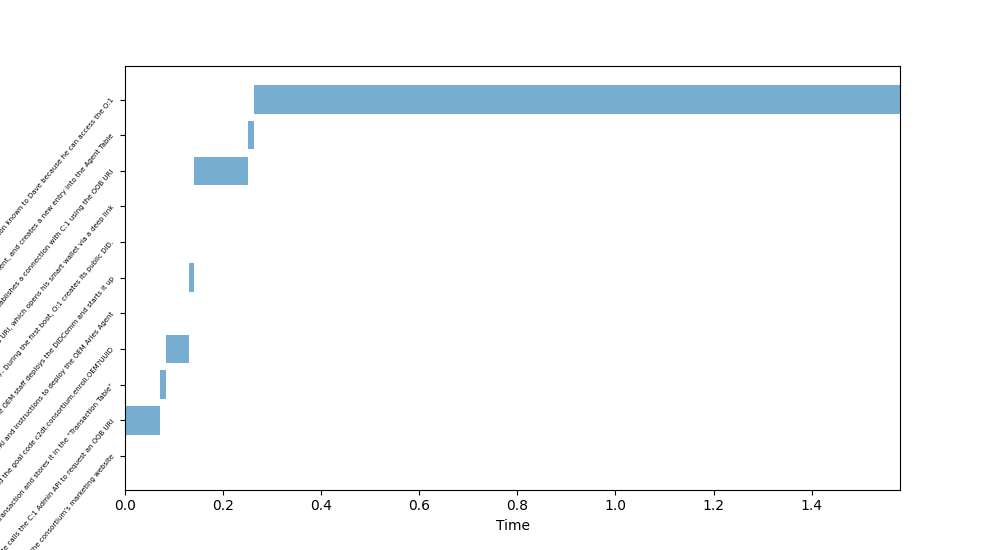 on known to Dave because he can access the O:1
ent, and creates a new entry into the Agent Table
ablishes a connection with C:1 using the OOB URI
URI, which opens his smart wallet via a deep link
. During the first boot, O:1 creates its public DID.
e OEM staff deploys the DIDComm and starts it up
RI and instructions to deploy the OEM Aries Agent
d the goal code c2dt.consortium.enroll.OEM?UUID
ransaction and stores it in the "Transaction Table"
te calls the C:1 Admin API to request an OOB URI
the consortium's marketing website
0.0 0.2 0.4 0.6 0.8 1.0 1.2 1.4
Time